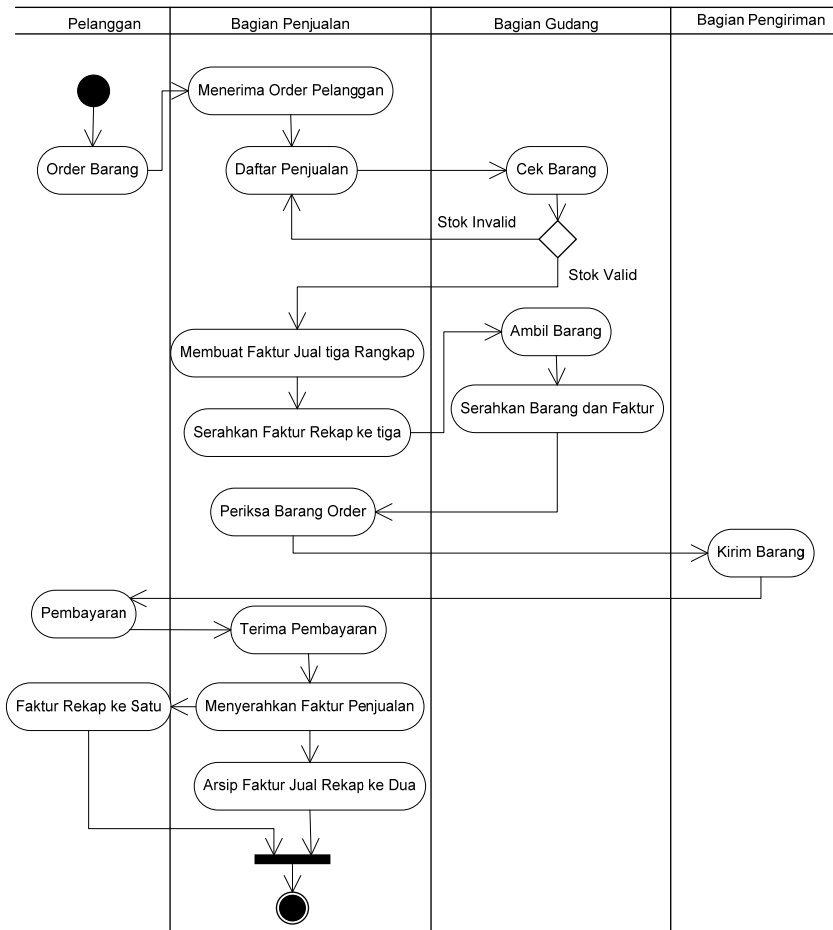 Pelanggan
Bagian Penjualan
Bagian Gudang
Bagian Pengiriman
Menerima Order Pelanggan
Order Barang
Daftar Penjualan
Cek Barang
Stok Invalid
Stok Valid
Ambil Barang
Membuat Faktur Jual tiga Rangkap
Serahkan Barang dan Faktur
Serahkan Faktur Rekap ke tiga
Periksa Barang Order
Kirim Barang
Pembayaran
Terima Pembayaran
Faktur Rekap ke Satu
Menyerahkan Faktur Penjualan
Arsip Faktur Jual Rekap ke Dua